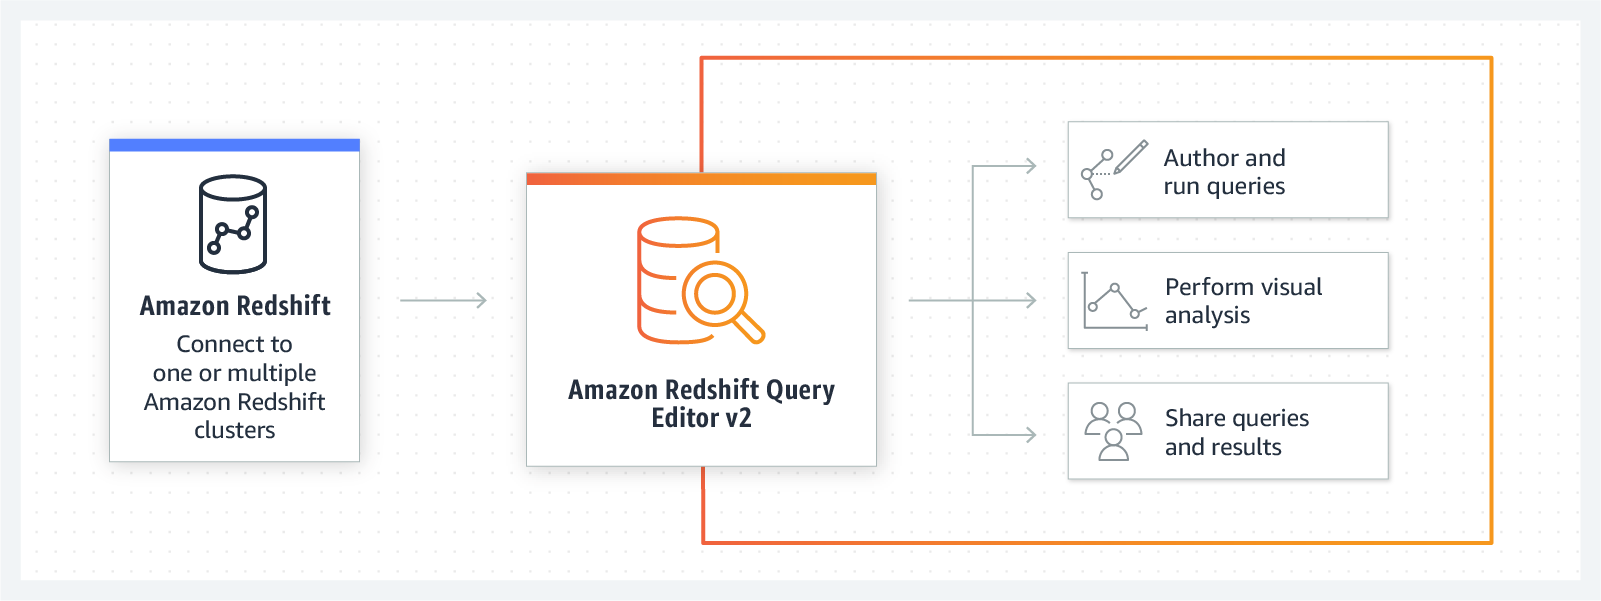 Amazon Redshift
Connect to
one or multiple
Amazon Redshift
clusters
Amazon Redshift Query
Editor v2
Author and
run queries
Perform visual
analysis
Share queries
and results